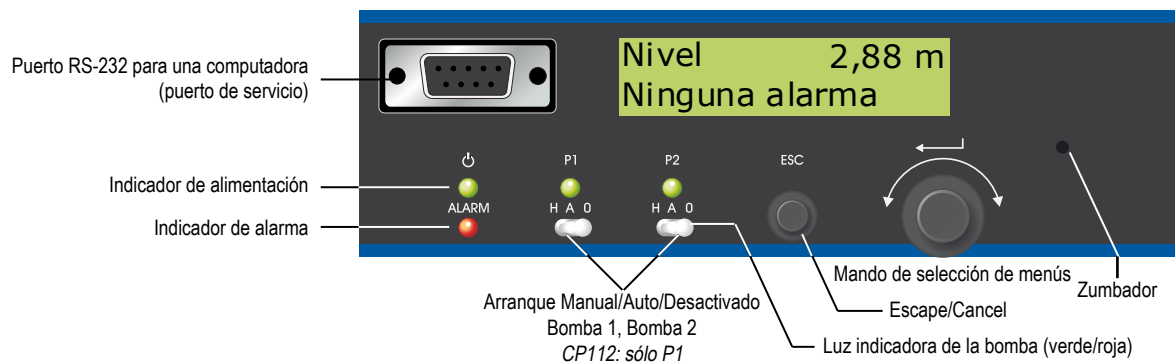 Puerto RS-232 para una computadora
(puerto de servicio)
Nivel 2,88 m
Ninguna alarma
P1 P2 ESC
Indicador de alimentación
ALARM H A 0 H A 0
Indicador de alarma
Mando de selección de menús
Zumbador
Arranque Manual/Auto/Desactivado
Escape/Cancel
Bomba 1, Bomba 2
Luz indicadora de la bomba (verde/roja)
CP112: sólo P1